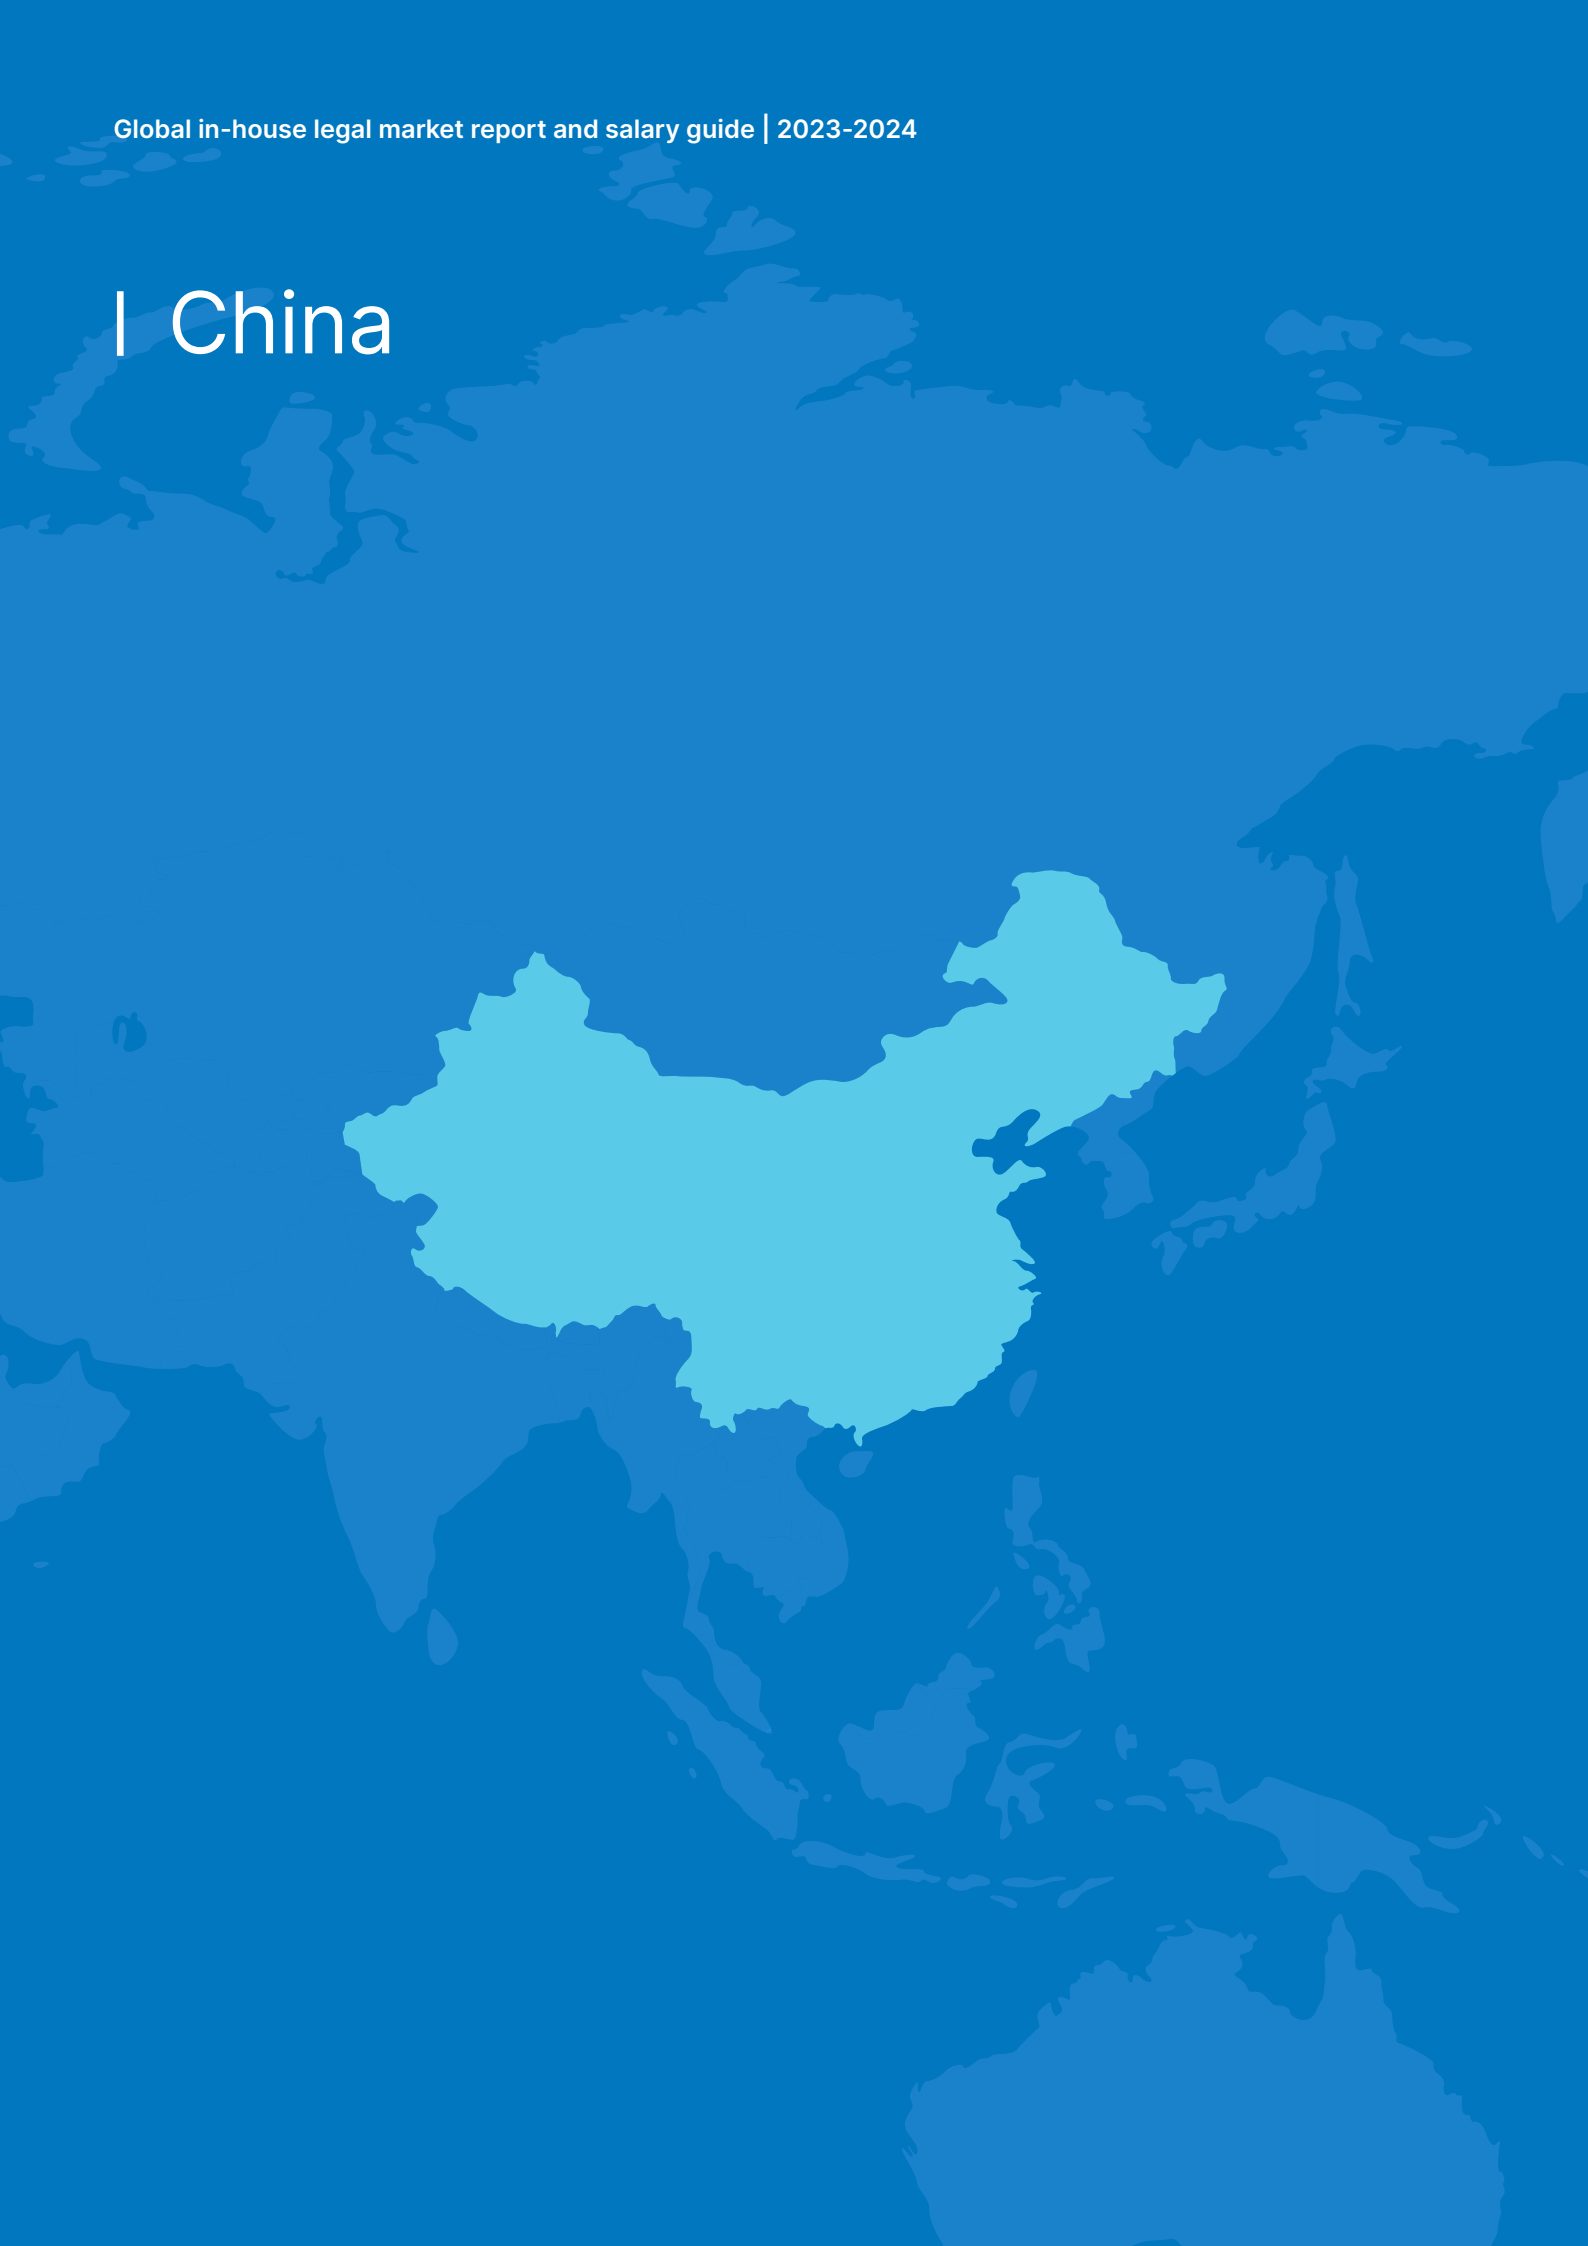 Global in-house legal market report and salary guide | 2023-2024
| China